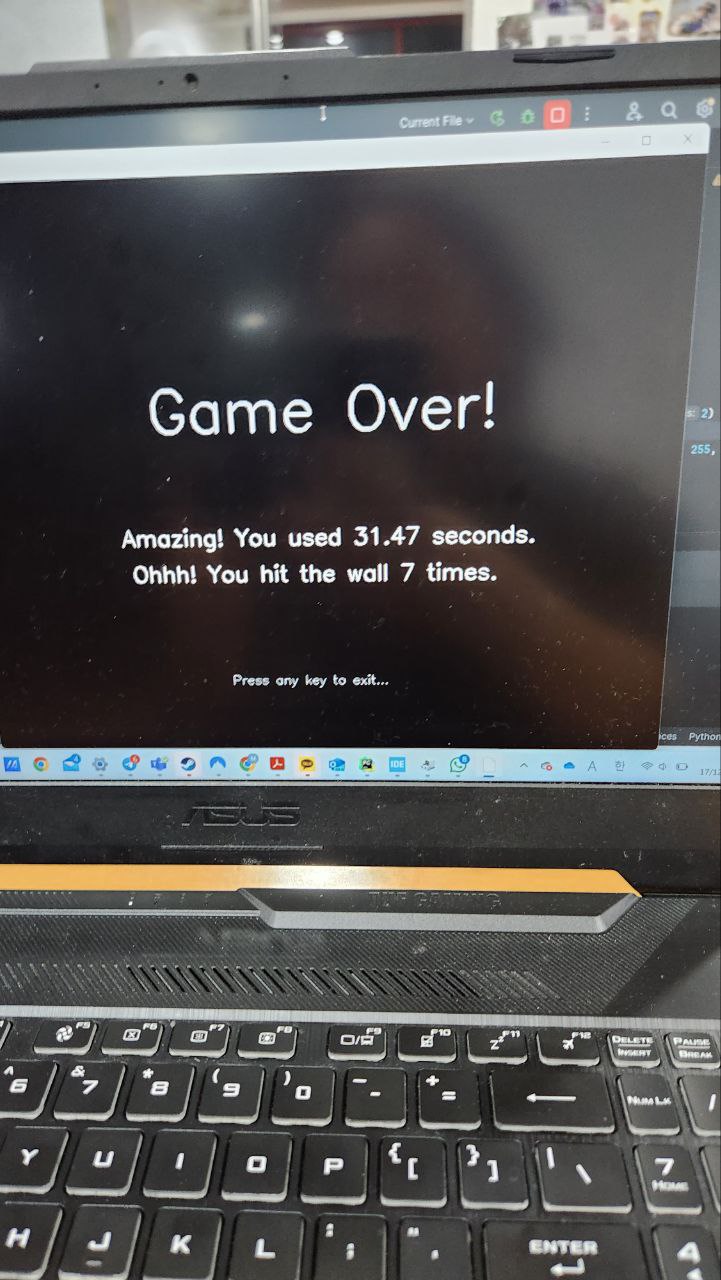 Current File
s: 2)
255,
Game Over!
Amazing! You used 31.47 seconds.
Ohhh! You hit the wall 7 times.
Press any key to exit...
ices Python
IDE
A 한
17/12
ASUS
TUF GAMING
F5 F6 F7 F8 F9 F10 F11 F12 DELETE INSERT PAUSE BREAK
^ 6 & 7 * 8 ( 9 ) 0 _ - + = NUM LK /
Y U I O P { [ } ] | \ 7 HOME
H J K L : ; " , ENTER 4